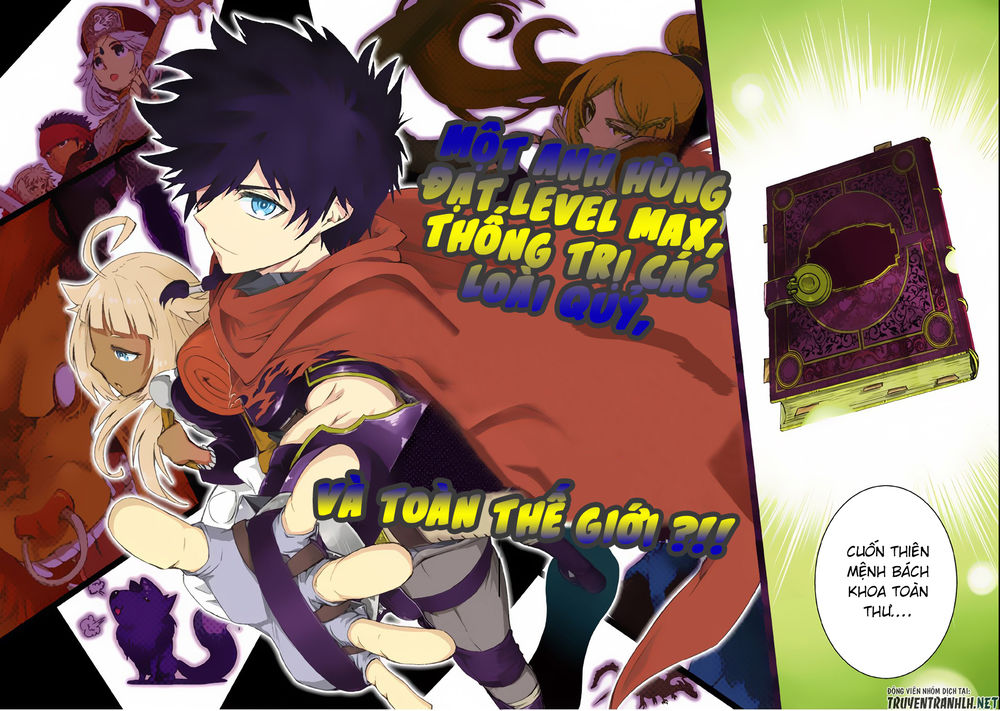 MỘT ANH HÙNG
ĐẠT LEVEL MAX,
THỐNG TRỊ CÁC
LOÀI QUỶ,
VÀ TOÀN THẾ GIỚI ?!!
CUỐN THIÊN
MỆNH BÁCH
KHOA TOÀN
THƯ....
ĐỘNG VIÊN NHÓM DỊCH TẠI:
TRUYENTRANHLH.NET